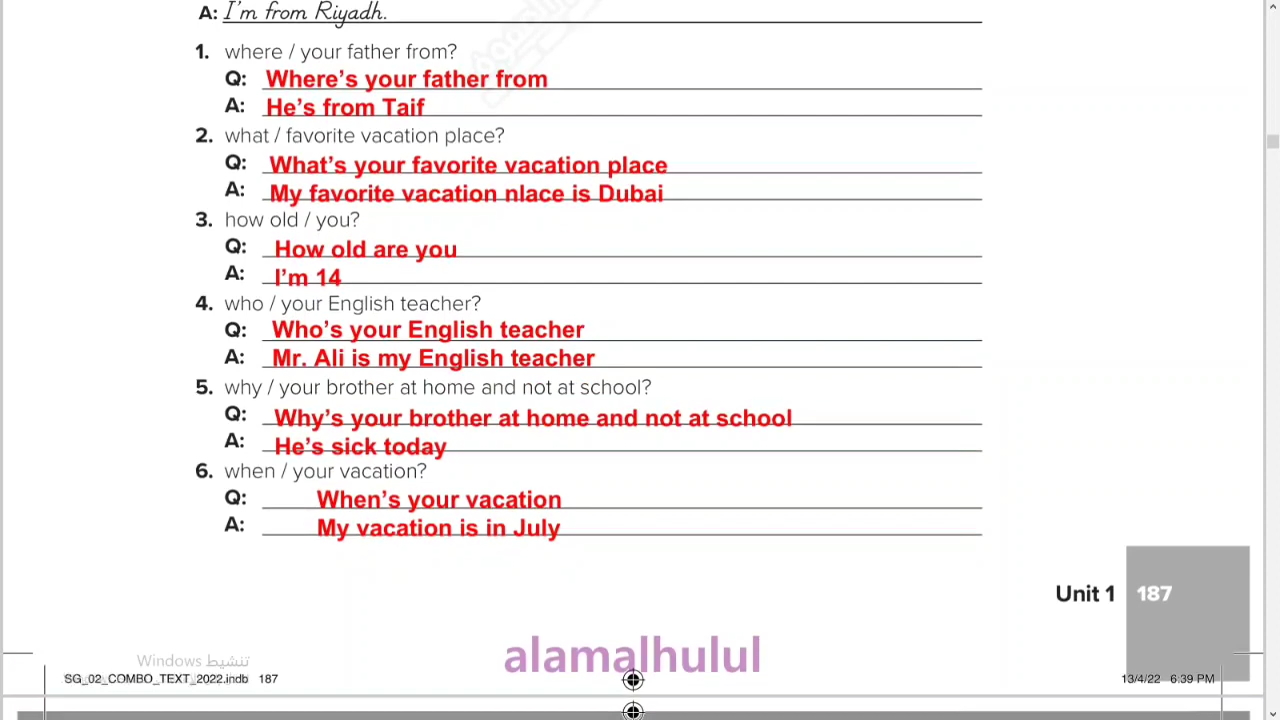 A: I'm from Riyadh.
1. where / your father from?
Q: Where's your father from
A: He's from Taif
2. what / favorite vacation place?
Q: What's your favorite vacation place
A: My favorite vacation nlace is Dubai
3. how old / you?
Q: How old are you
A: I'm 14
4. who / your English teacher?
Q: Who's your English teacher
A: Mr. Ali is my English teacher
5. why / your brother at home and not at school?
Q: Why's your brother at home and not at school
A: He's sick today
6. when / your vacation?
Q: When's your vacation
A: My vacation is in July
Unit 1 187
alamalhulul
تنشيط Windows
SG_02_COMBO_TEXT_2022.indb 187 13/4/22 6:39 PM